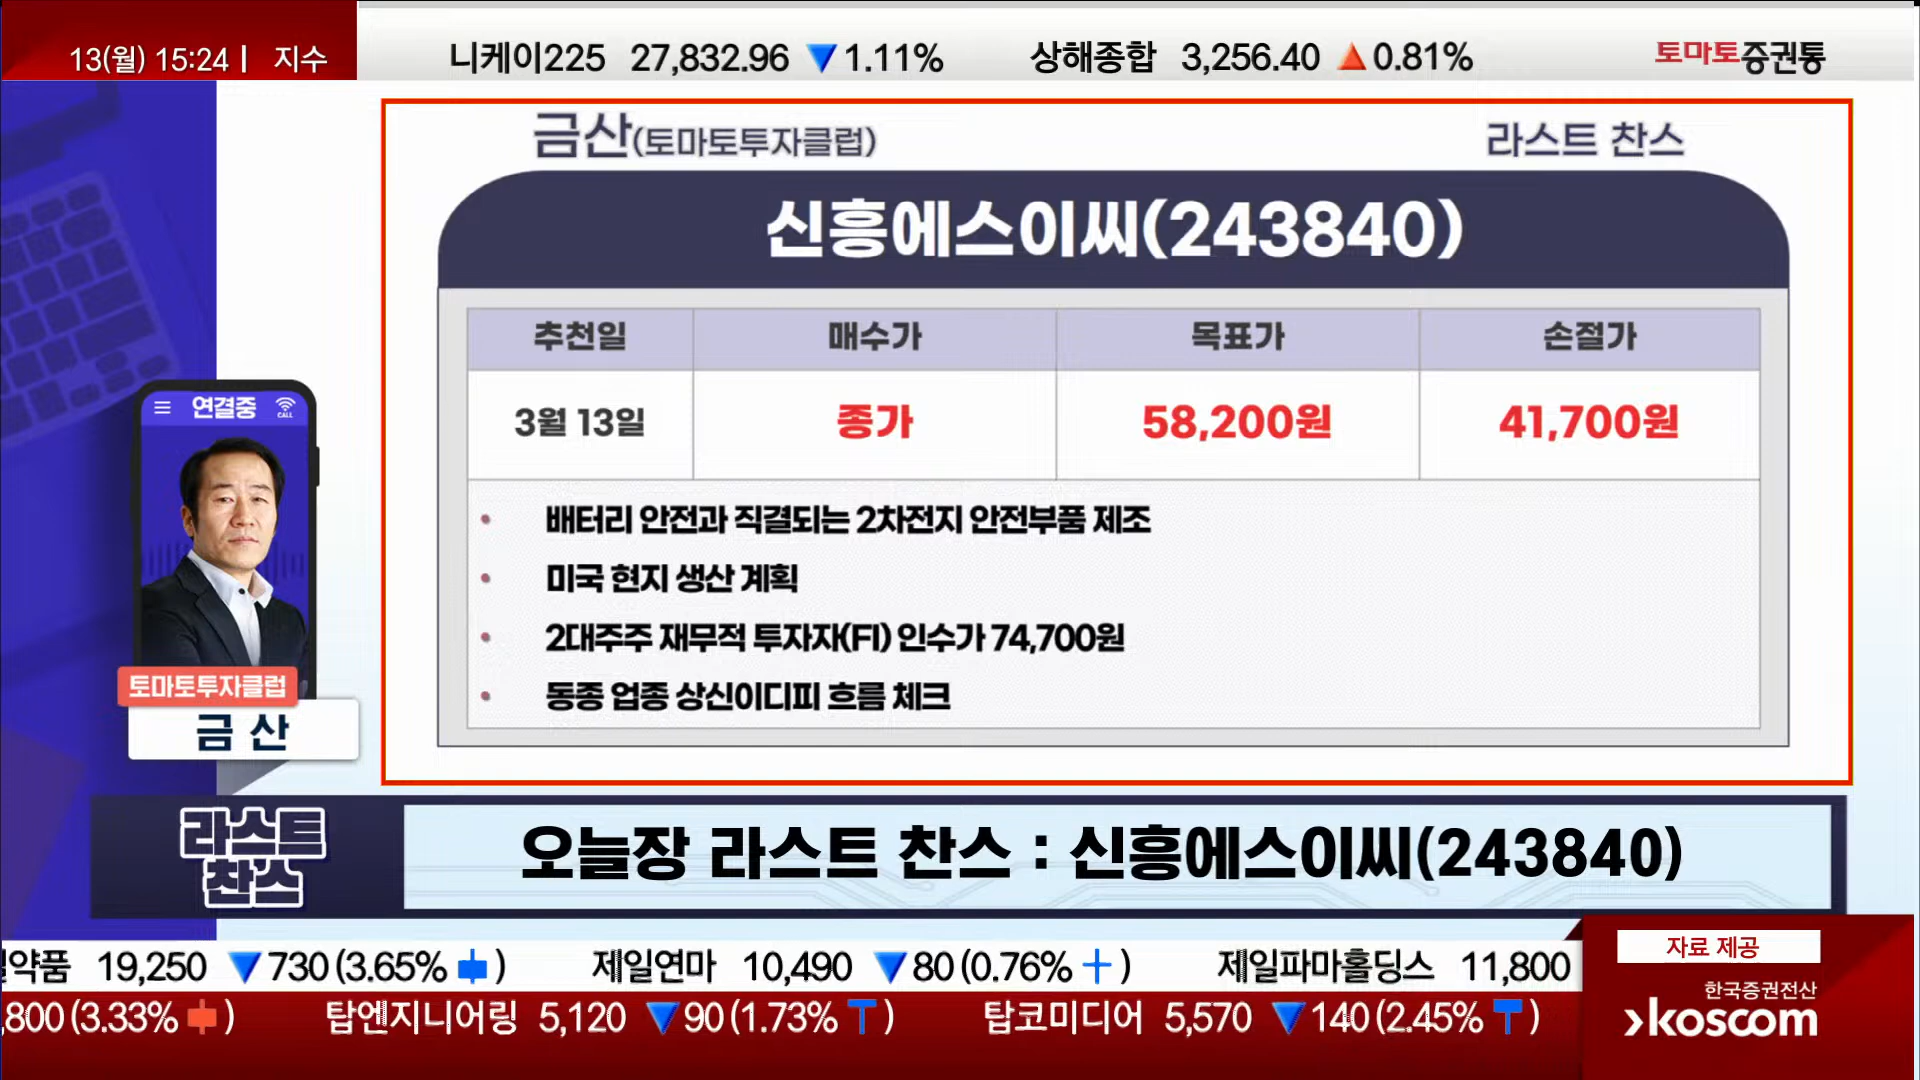 13(월) 15:24 | 지수 니케이225 27,832.96 ▼1.11% 상해종합 3,256.40 ▲0.81% 토마토증권통
금산(토마토투자클럽) 라스트 찬스
신흥에스이씨(243840)
추천일 매수가 목표가 손절가
3월 13일 종가 58,200원 41,700원
• 배터리 안전과 직결되는 2차전지 안전부품 제조
• 미국 현지 생산 계획
• 2대주주 재무적 투자자(FI) 인수가 74,700원
• 동종 업종 상신이디피 흐름 체크
연결중 CALL
토마토투자클럽
금 산
라스트
찬스
오늘장 라스트 찬스 : 신흥에스이씨(243840)
약품 19,250 ▼730 (3.65% ) 제일연마 10,490 ▼80 (0.76% ) 제일파마홀딩스 11,800
,800 (3.33% ) 탑엔지니어링 5,120 ▼90 (1.73% ) 탑코미디어 5,570 ▼140 (2.45% )
자료 제공
한국증권전산
koscom